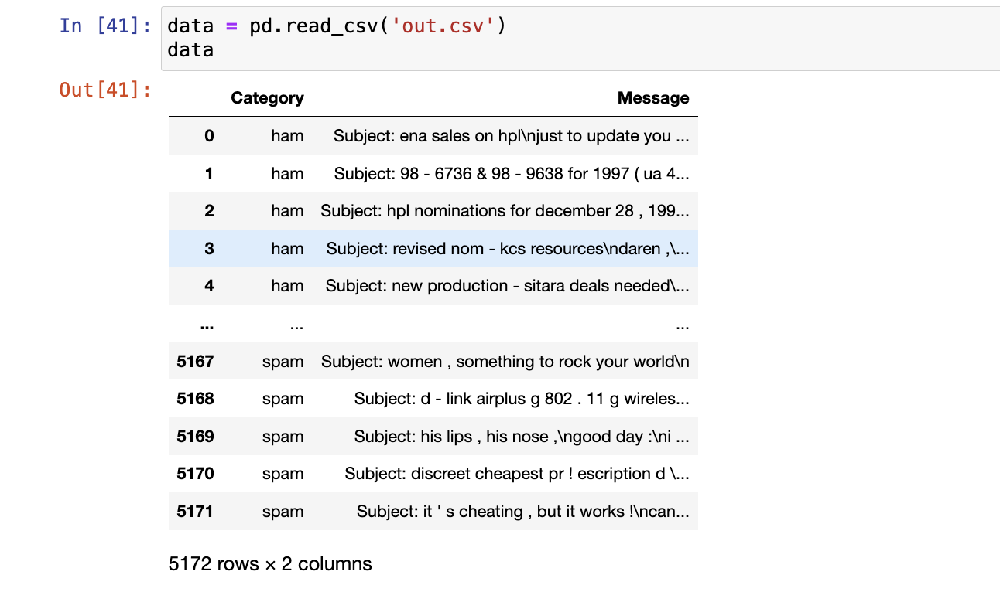 In [41]: data = pd.read_csv('out.csv')
data
Out[41]:
Category Message
0 ham Subject: ena sales on hpl\njust to update you ...
1 ham Subject: 98 - 6736 & 98 - 9638 for 1997 ( ua 4...
2 ham Subject: hpl nominations for december 28 , 199...
3 ham Subject: revised nom - kcs resources\ndaren ,\...
4 ham Subject: new production - sitara deals needed\...
... ... ...
5167 spam Subject: women , something to rock your world\n
5168 spam Subject: d - link airplus g 802 . 11 g wireles...
5169 spam Subject: his lips , his nose ,\ngood day :\ni ...
5170 spam Subject: discreet cheapest pr ! escription d \...
5171 spam Subject: it ' s cheating , but it works !\ncan...
5172 rows × 2 columns